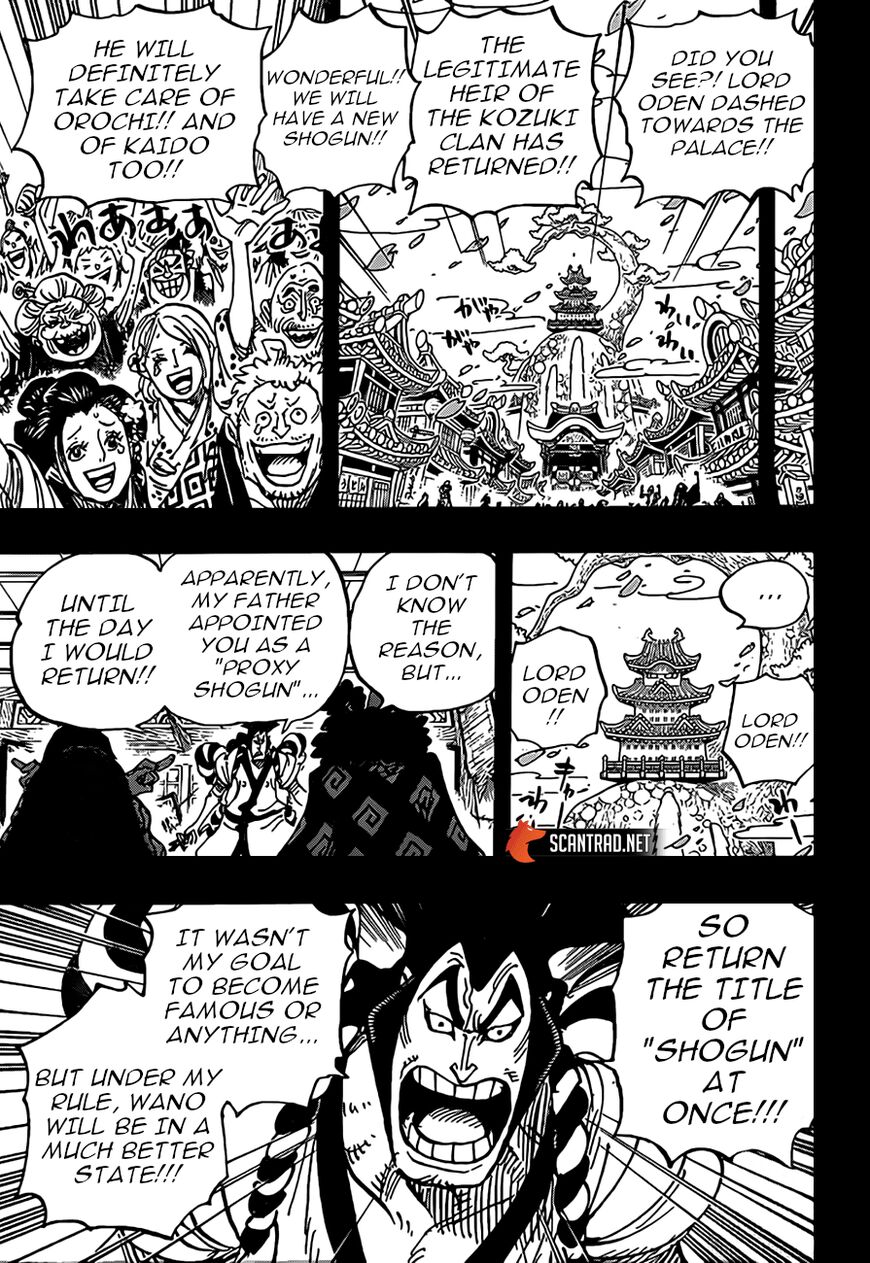 DID YOU
SEE?! LORD
ODEN DASHED
TOWARDS THE
PALACE!!
THE
LEGITIMATE
HEIR OF
THE KOZUKI
CLAN HAS
RETURNED!!
WONDERFUL!!
WE WILL
HAVE A NEW
SHOGUN!!
HE WILL
DEFINITELY
TAKE CARE OF
OROCHI!! AND
OF KAIDO
TOO!!
わあああ
...
LORD
ODEN!!
LORD
ODEN
!!
SCANTRAD.NET
I DON'T
KNOW
THE
REASON,
BUT...
APPARENTLY,
MY FATHER
APPOINTED
YOU AS A
"PROXY
SHOGUN"...
UNTIL
THE DAY
I WOULD
RETURN!!
SO
RETURN
THE TITLE
OF
"SHOGUN"
AT
ONCE!!!
IT WASN'T
MY GOAL
TO BECOME
FAMOUS OR
ANYTHING...
BUT UNDER MY
RULE, WANO
WILL BE IN A
MUCH BETTER
STATE!!!